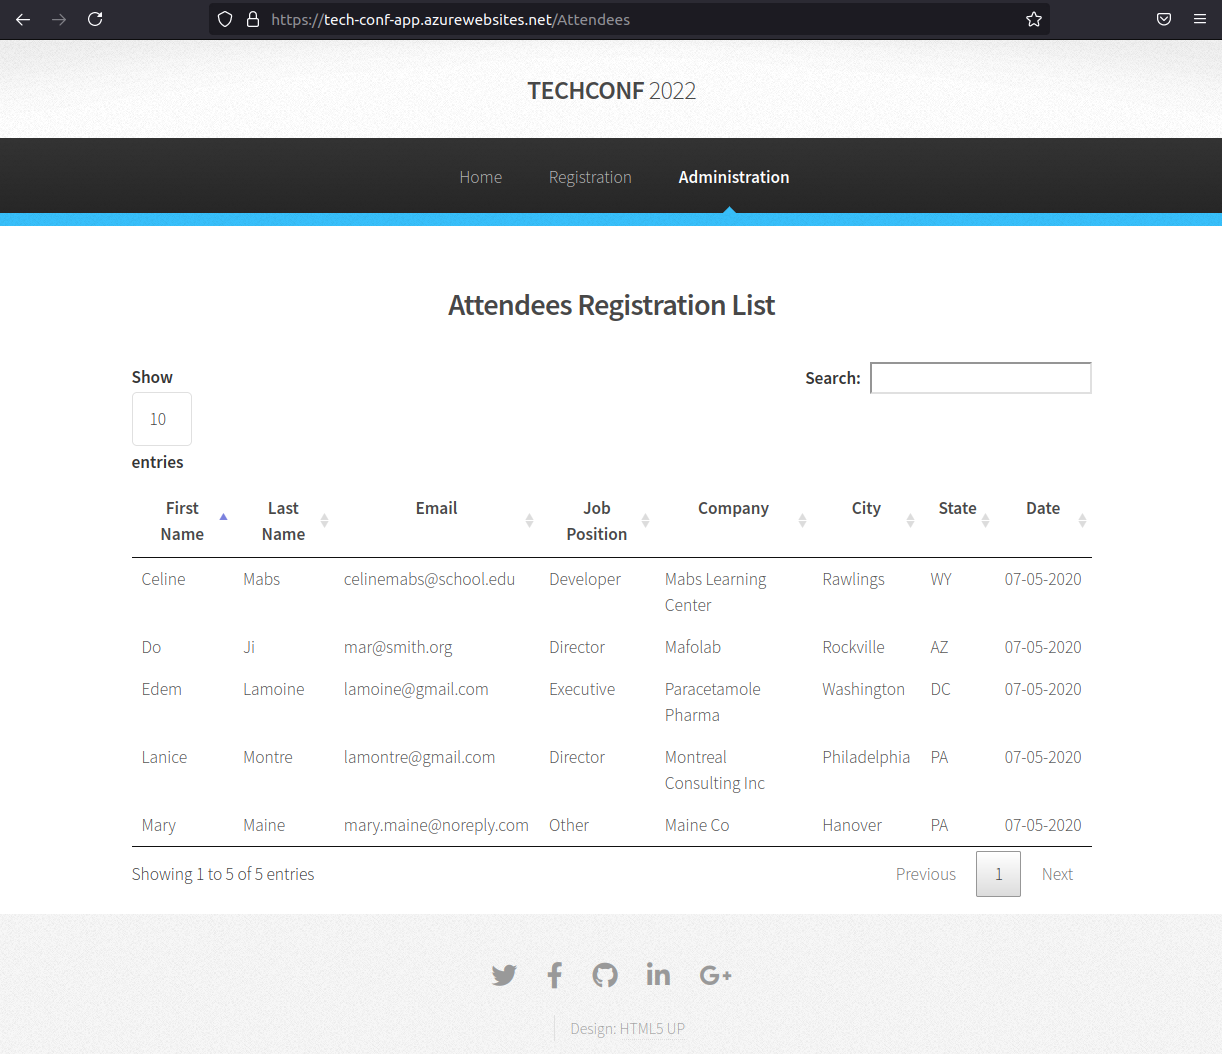 https://tech-conf-app.azurewebsites.net/Attendees
TECHCONF 2022
Home Registration Administration
Attendees Registration List
Show
10
entries
Search:
First Name Last Name Email Job Position Company City State Date
Celine Mabs celinemabs@school.edu Developer Mabs Learning Center Rawlings WY 07-05-2020
Do Ji mar@smith.org Director Mafolab Rockville AZ 07-05-2020
Edem Lamoine lamoine@gmail.com Executive Paracetamole Pharma Washington DC 07-05-2020
Lanice Montre lamontre@gmail.com Director Montreal Consulting Inc Philadelphia PA 07-05-2020
Mary Maine mary.maine@noreply.com Other Maine Co Hanover PA 07-05-2020
Showing 1 to 5 of 5 entries
Previous 1 Next
Design: HTML5 UP